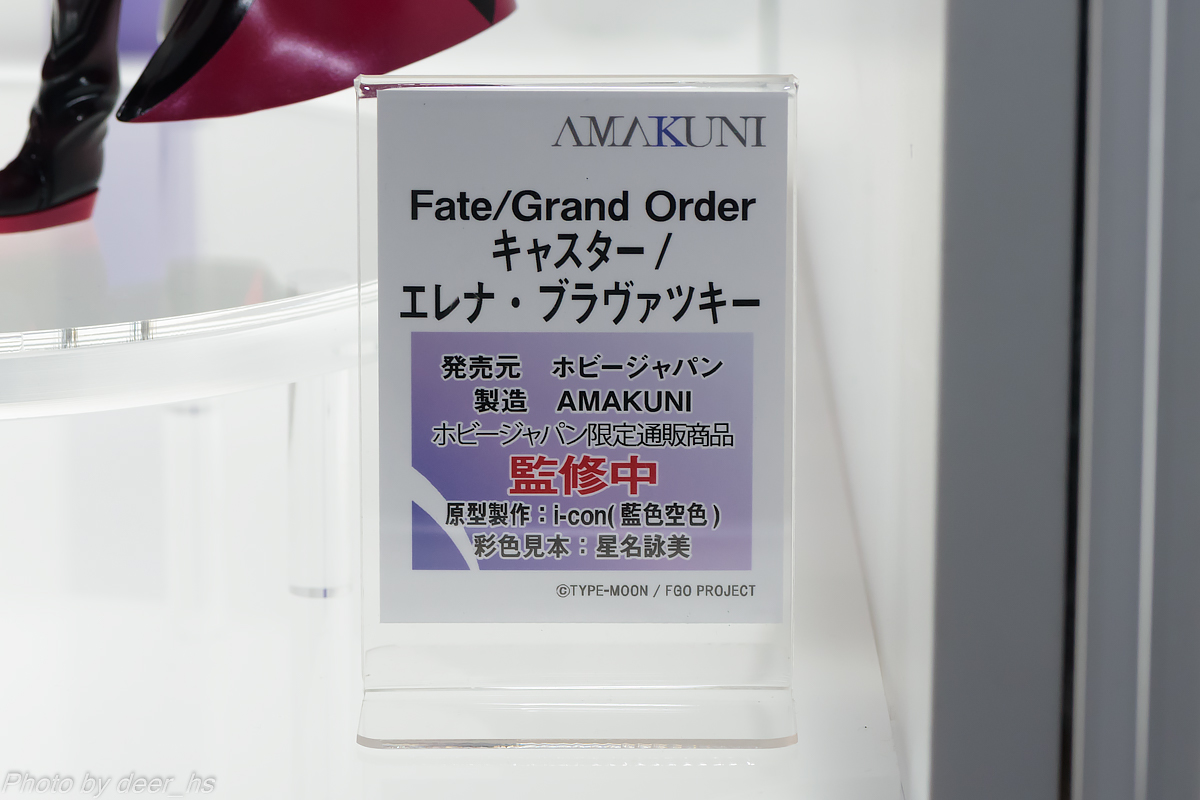 AMAKUNI
Fate/Grand Order
キャスター/
エレナ・ブラヴァツキー
発売元　ホビージャパン
製造　AMAKUNI
ホビージャパン限定通販商品
監修中
原型製作：i-con(藍色空色)
彩色見本：星名詠美
©TYPE-MOON / FGO PROJECT
Photo by deer_hs